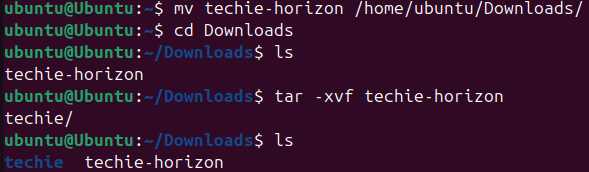 ubuntu@Ubuntu:~$ mv techie-horizon /home/ubuntu/Downloads/
ubuntu@Ubuntu:~$ cd Downloads
ubuntu@Ubuntu:~/Downloads$ ls
techie-horizon
ubuntu@Ubuntu:~/Downloads$ tar -xvf techie-horizon
techie/
ubuntu@Ubuntu:~/Downloads$ ls
techie  techie-horizon